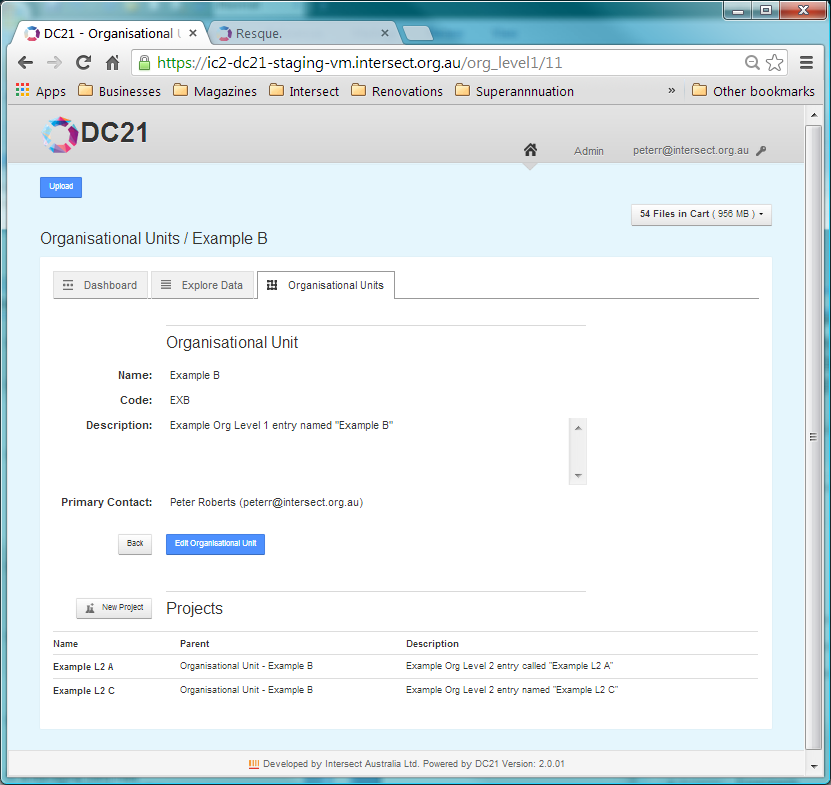 DC21 - Organisational U
Resque.
https://ic2-dc21-staging-vm.intersect.org.au/org_level1/11
Apps Businesses Magazines Intersect Renovations Superannnuation » Other bookmarks
DC21
Admin peterr@intersect.org.au
Upload
54 Files in Cart ( 956 MB )
Organisational Units / Example B
Dashboard Explore Data Organisational Units
Organisational Unit
Name: Example B
Code: EXB
Description: Example Org Level 1 entry named "Example B"
Primary Contact: Peter Roberts (peterr@intersect.org.au)
Back Edit Organisational Unit
New Project Projects
Name Parent Description
Example L2 A Organisational Unit - Example B Example Org Level 2 entry called "Example L2 A"
Example L2 C Organisational Unit - Example B Example Org Level 2 entry named "Example L2 C"
Developed by Intersect Australia Ltd. Powered by DC21 Version: 2.0.01